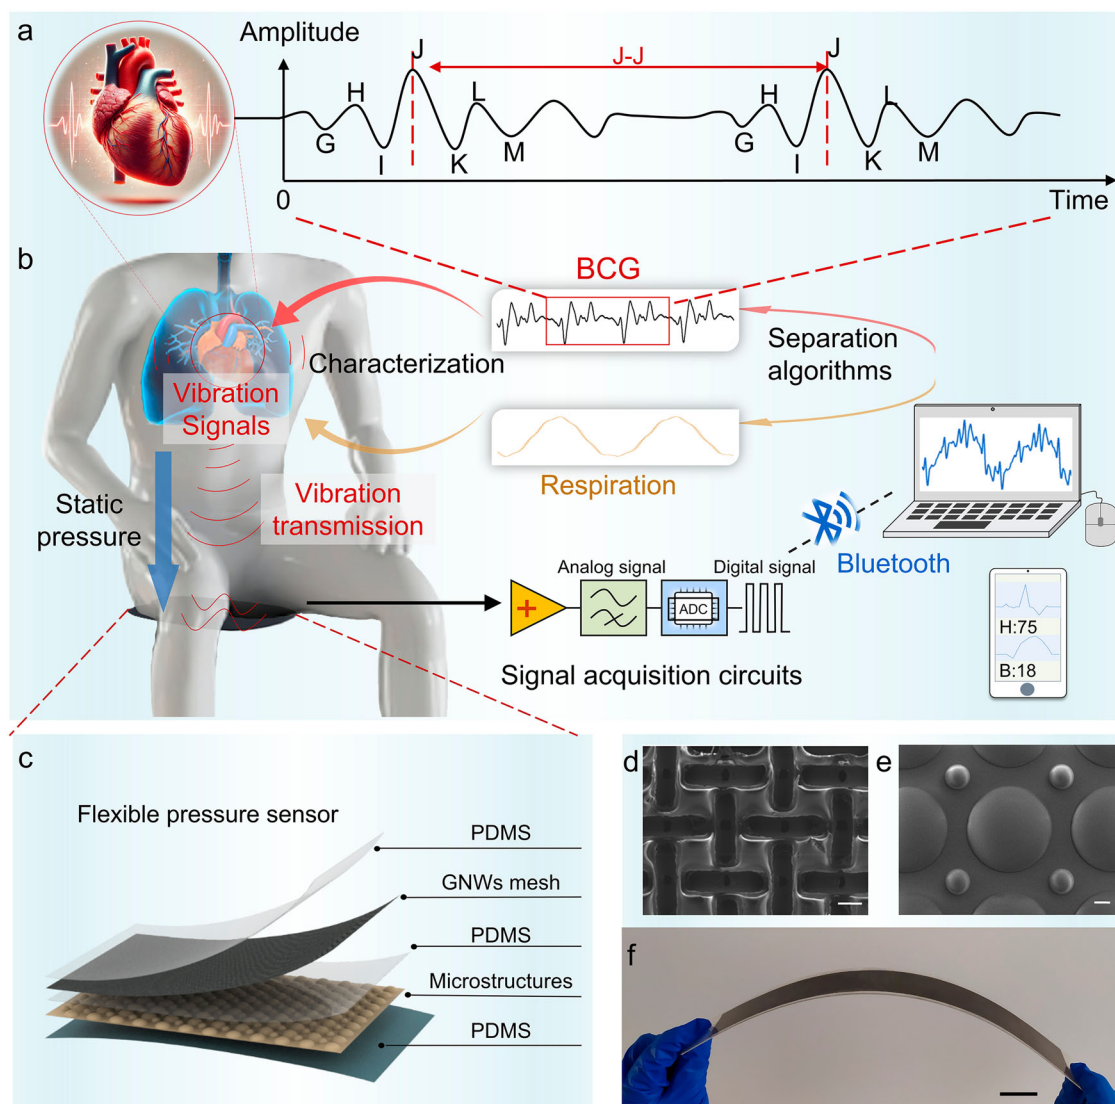 a
Amplitude
J
J-J
J
H
L
H
L
G
I
K
M
G
I
K
M
0
Time
b
BCG
Characterization
Separation
algorithms
Vibration
Signals
Respiration
Static
pressure
Vibration
transmission
Bluetooth
Analog signal
Digital signal
ADC
Signal acquisition circuits
H:75
B:18
c
Flexible pressure sensor
PDMS
GNWs mesh
PDMS
Microstructures
PDMS
d
e
f